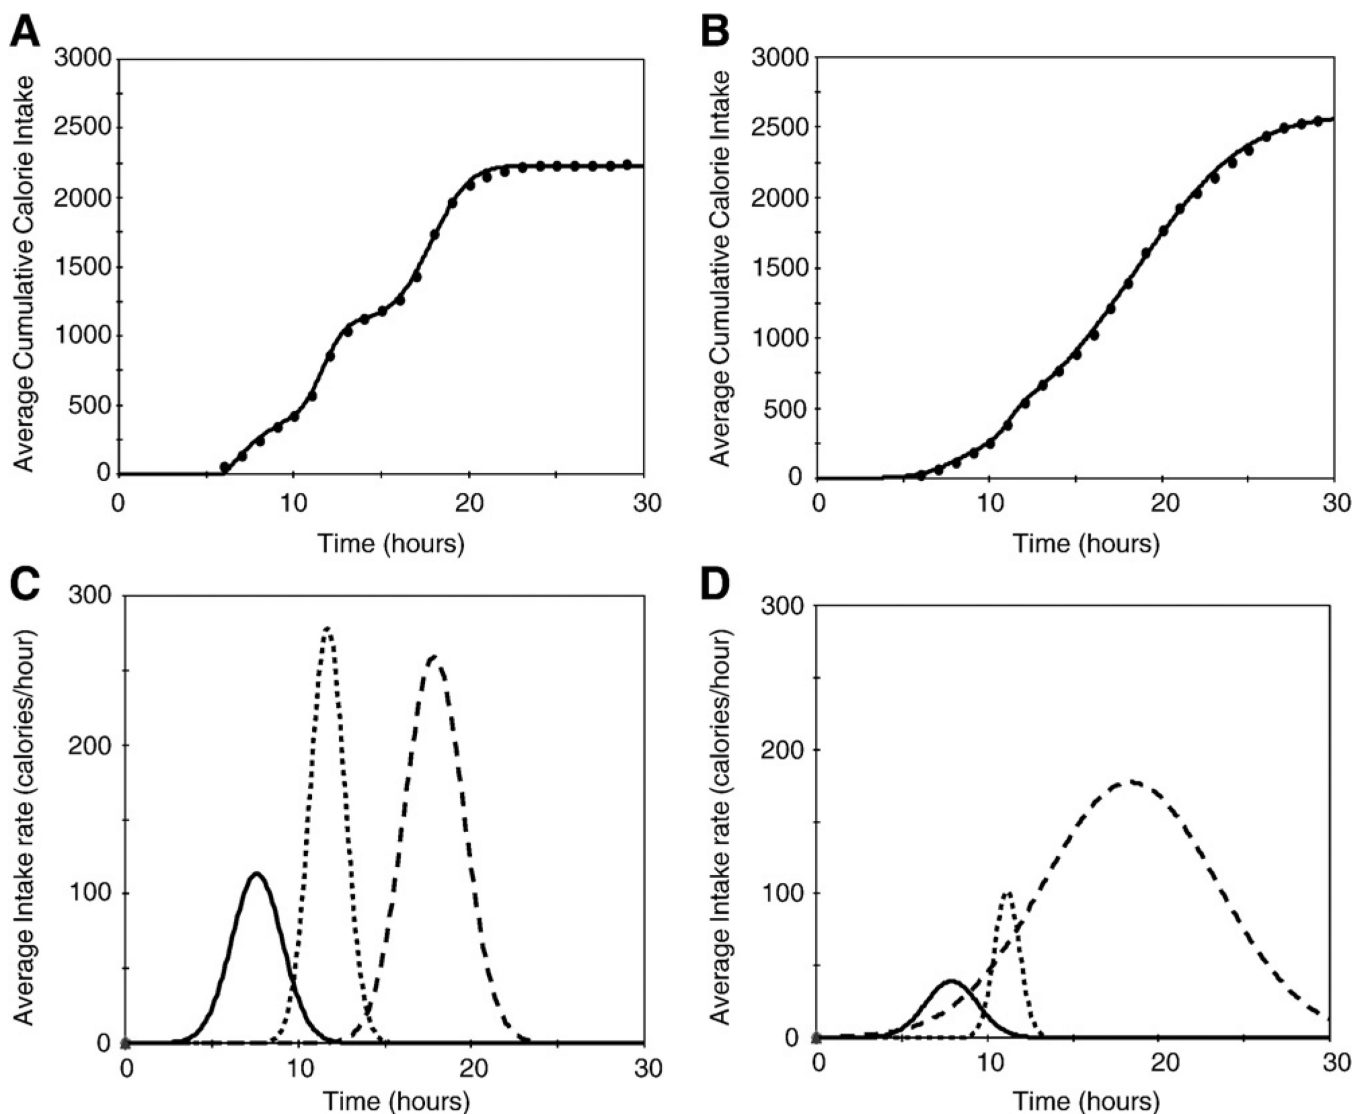 A
Average Cumulative Calorie Intake
3000
2500
2000
1500
1000
500
0
0 10 20 30
Time (hours)
B
Average Cumulative Calorie Intake
3000
2500
2000
1500
1000
500
0
0 10 20 30
Time (hours)
C
Average Intake rate (calories/hour)
300
200
100
0
0 10 20 30
Time (hours)
D
Average Intake rate (calories/hour)
300
200
100
0
0 10 20 30
Time (hours)